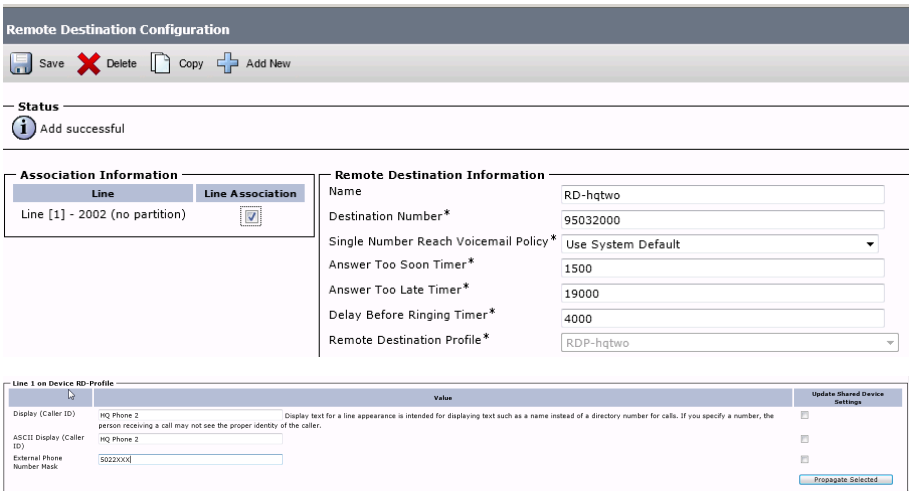 Remote Destination Configuration
Save Delete Copy Add New
Status
Add successful
Association Information
Line Line Association
Line [1] - 2002 (no partition)
Remote Destination Information
Name RD-hqtwo
Destination Number* 95032000
Single Number Reach Voicemail Policy* Use System Default
Answer Too Soon Timer* 1500
Answer Too Late Timer* 19000
Delay Before Ringing Timer* 4000
Remote Destination Profile* RDP-hqtwo
Line 1 on Device RD-Profile
Value Update Shared Device
Settings
Display (Caller ID) HQ Phone 2 Display text for a line appearance is intended for displaying text such as a name instead of a directory number for calls. If you specify a number, the
person receiving a call may not see the proper identity of the caller.
ASCII Display (Caller
ID) HQ Phone 2
External Phone
Number Mask 5022XXX
Propagate Selected